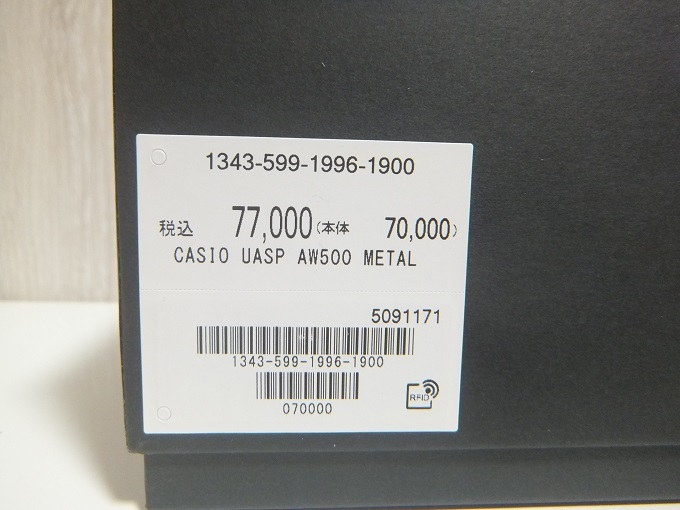 1343-599-1996-1900
税込 77,000(本体 70,000)
CASIO UASP AW500 METAL
5091171
1343-599-1996-1900
070000
RFID